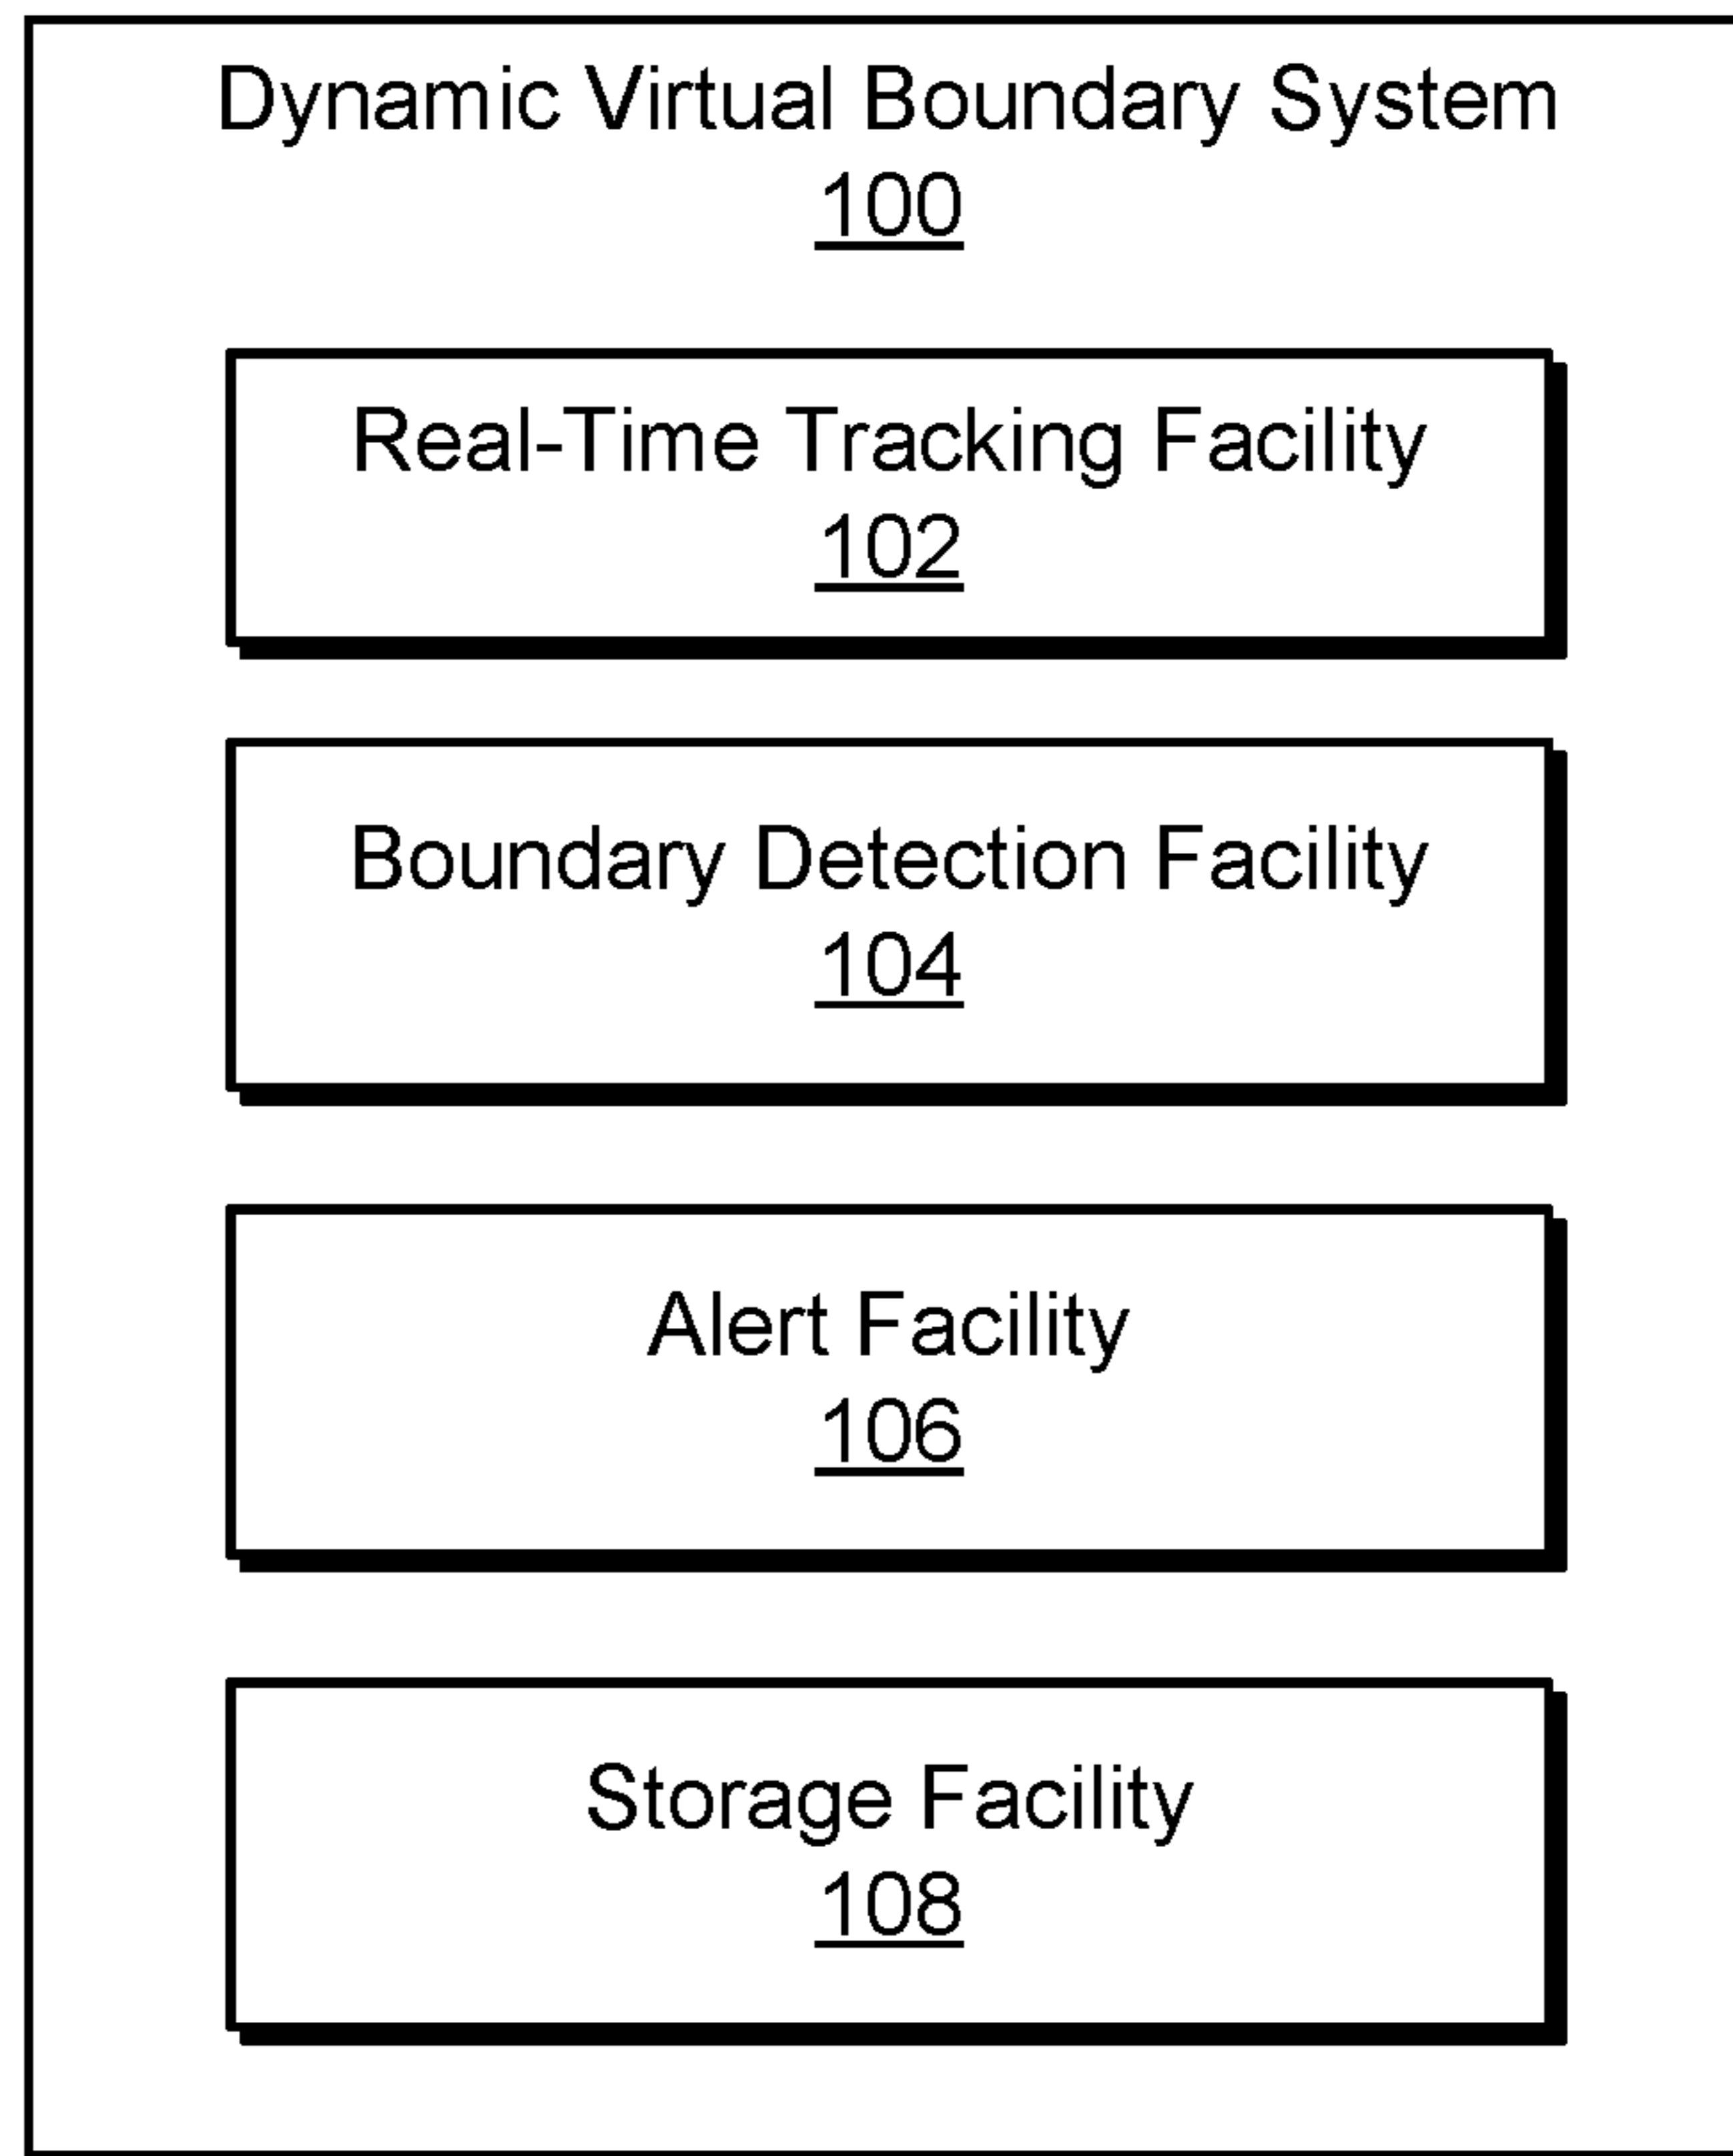 Dynamic Virtual Boundary System
100
Real-Time Tracking Facility
102
Boundary Detection Facility
104
Alert Facility
106
Storage Facility
108